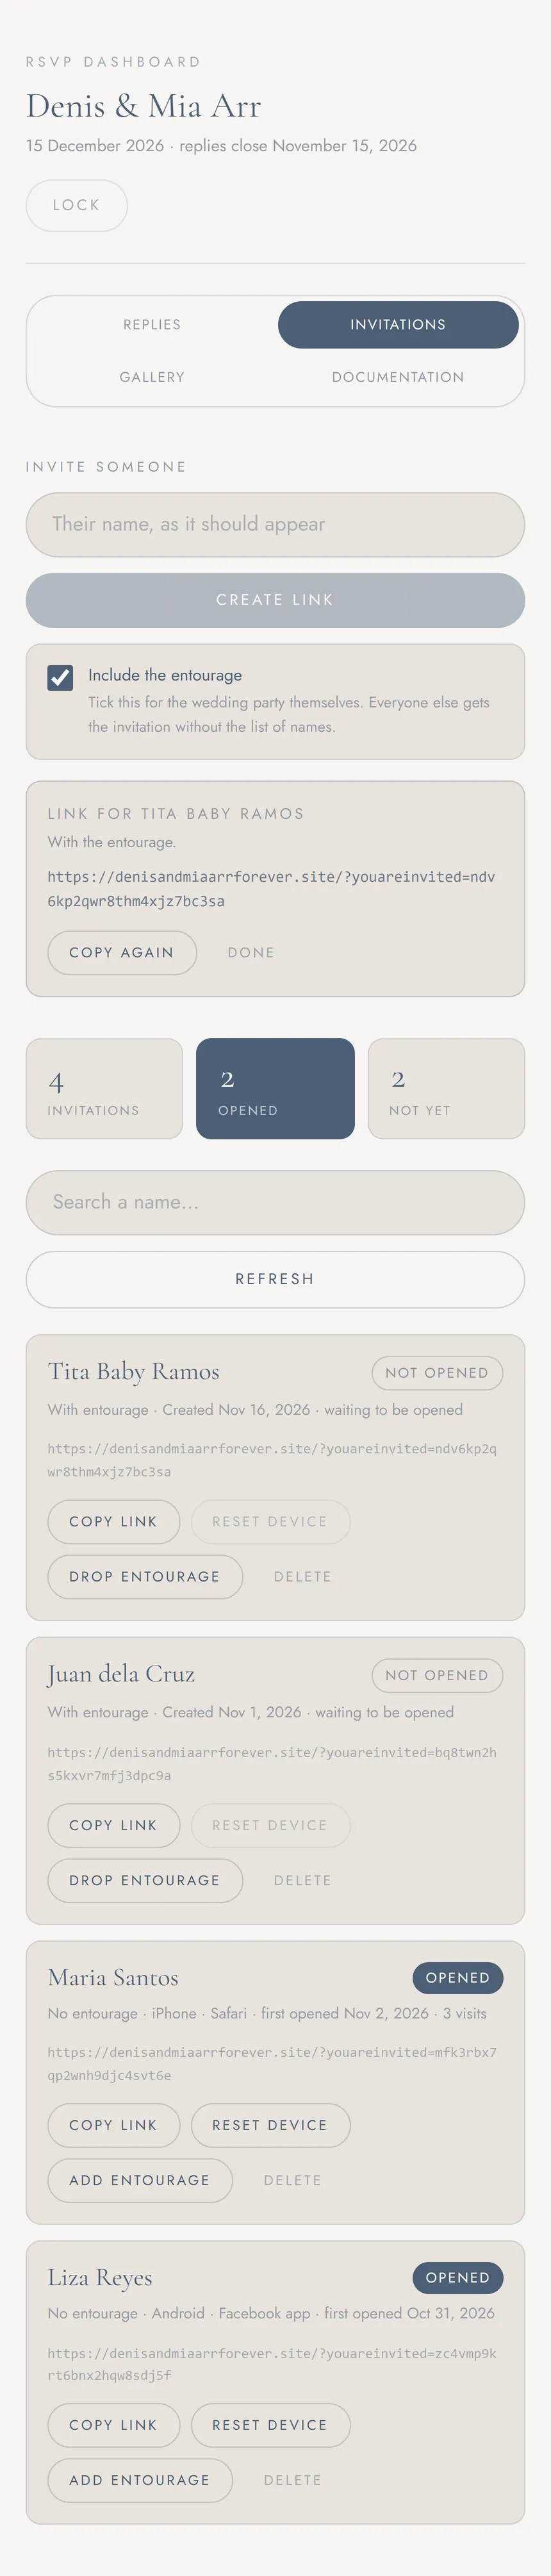 RSVP DASHBOARD
Denis & Mia Arr
15 December 2026 · replies close November 15, 2026
LOCK
REPLIES
INVITATIONS
GALLERY
DOCUMENTATION
INVITE SOMEONE
Their name, as it should appear
CREATE LINK
Include the entourage
Tick this for the wedding party themselves. Everyone else gets
the invitation without the list of names.
LINK FOR TITA BABY RAMOS
With the entourage.
https://denisandmiaarrforever.site/?youareinvited=ndv
6kp2qwr8thm4xjz7bc3sa
COPY AGAIN
DONE
4
INVITATIONS
2
OPENED
2
NOT YET
Search a name...
REFRESH
Tita Baby Ramos
NOT OPENED
With entourage · Created Nov 16, 2026 · waiting to be opened
https://denisandmiaarrforever.site/?youareinvited=ndv6kp2q
wr8thm4xjz7bc3sa
COPY LINK
RESET DEVICE
DROP ENTOURAGE
DELETE
Juan dela Cruz
NOT OPENED
With entourage · Created Nov 1, 2026 · waiting to be opened
https://denisandmiaarrforever.site/?youareinvited=bq8twn2h
s5kxvr7mfj3dpc9a
COPY LINK
RESET DEVICE
DROP ENTOURAGE
DELETE
Maria Santos
OPENED
No entourage · iPhone · Safari · first opened Nov 2, 2026 · 3 visits
https://denisandmiaarrforever.site/?youareinvited=mfk3rbx7
qp2wnh9djc4svt6e
COPY LINK
RESET DEVICE
ADD ENTOURAGE
DELETE
Liza Reyes
OPENED
No entourage · Android · Facebook app · first opened Oct 31, 2026
https://denisandmiaarrforever.site/?youareinvited=zc4vmp9k
rt6bnx2hqw8sdj5f
COPY LINK
RESET DEVICE
ADD ENTOURAGE
DELETE